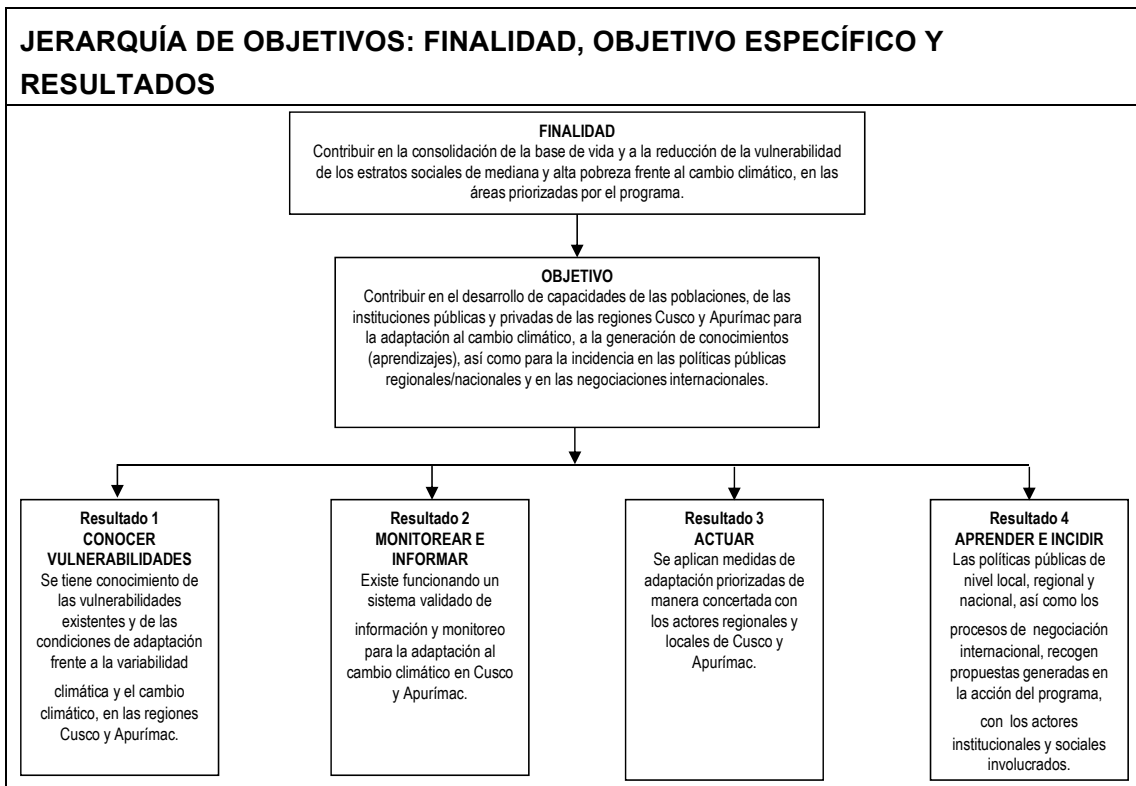 JERARQUÍA DE OBJETIVOS: FINALIDAD, OBJETIVO ESPECÍFICO Y
RESULTADOS
FINALIDAD
Contribuir en la consolidación de la base de vida y a la reducción de la vulnerabilidad
de los estratos sociales de mediana y alta pobreza frente al cambio climático, en las
áreas priorizadas por el programa.
OBJETIVO
Contribuir en el desarrollo de capacidades de las poblaciones, de las
instituciones públicas y privadas de las regiones Cusco y Apurímac para
la adaptación al cambio climático, a la generación de conocimientos
(aprendizajes), así como para la incidencia en las políticas públicas
regionales/nacionales y en las negociaciones internacionales.
Resultado 1
CONOCER
VULNERABILIDADES
Se tiene conocimiento de
las vulnerabilidades
existentes y de las
condiciones de adaptación
frente a la variabilidad
climática y el cambio
climático, en las regiones
Cusco y Apurímac.
Resultado 2
MONITOREAR E
INFORMAR
Existe funcionando un
sistema validado de
información y monitoreo
para la adaptación al
cambio climático en Cusco
y Apurímac.
Resultado 3
ACTUAR
Se aplican medidas de
adaptación priorizadas de
manera concertada con
los actores regionales y
locales de Cusco y
Apurímac.
Resultado 4
APRENDER E INCIDIR
Las políticas públicas de
nivel local, regional y
nacional, así como los
procesos de negociación
internacional, recogen
propuestas generadas en
la acción del programa,
con los actores
institucionales y sociales
involucrados.